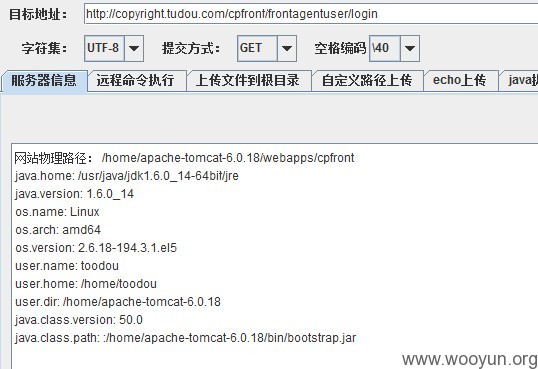 目标地址： http://copyright.tudou.com/cpfront/frontagentuser/login
字符集： UTF-8 提交方式： GET 空格编码 \40
服务器信息 远程命令执行 上传文件到根目录 自定义路径上传 echo上传 java
网站物理路径： /home/apache-tomcat-6.0.18/webapps/cpfront
java.home: /usr/java/jdk1.6.0_14-64bit/jre
java.version: 1.6.0_14
os.name: Linux
os.arch: amd64
os.version: 2.6.18-194.3.1.el5
user.name: toodou
user.home: /home/toodou
user.dir: /home/apache-tomcat-6.0.18
java.class.version: 50.0
java.class.path: :/home/apache-tomcat-6.0.18/bin/bootstrap.jar
www.wooyun.org